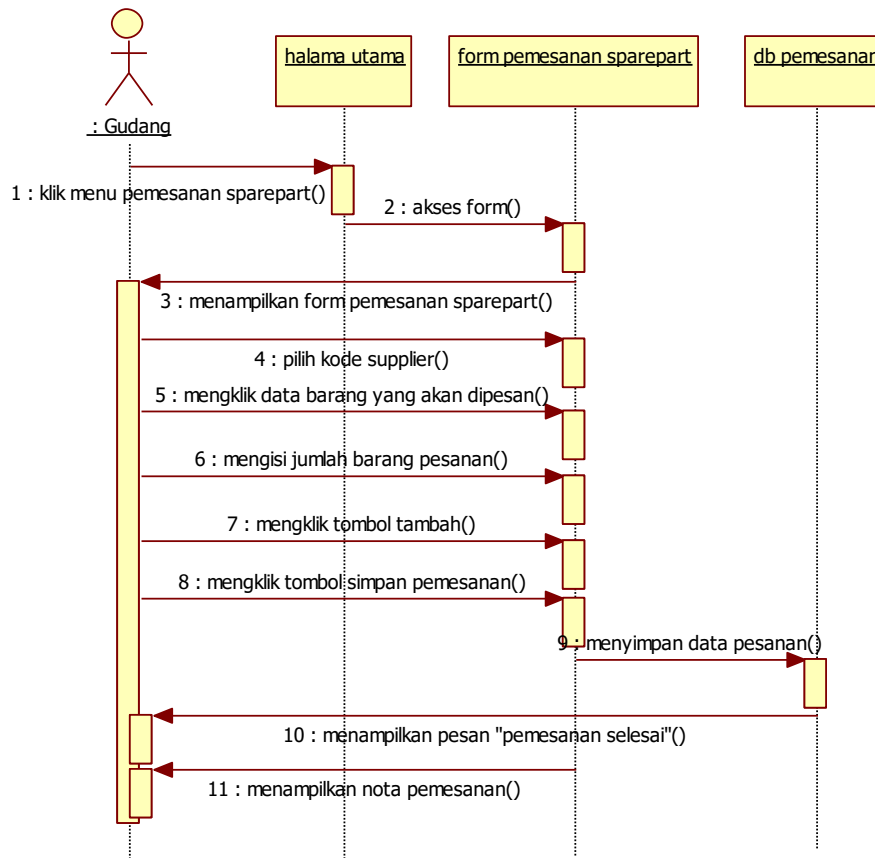 halama utama
form pemesanan sparepart
db pemesanan
: Gudang
1 : klik menu pemesanan sparepart()
2 : akses form()
3 : menampilkan form pemesanan sparepart()
4 : pilih kode supplier()
5 : mengklik data barang yang akan dipesan()
6 : mengisi jumlah barang pesanan()
7 : mengklik tombol tambah()
8 : mengklik tombol simpan pemesanan()
9 : menyimpan data pesanan()
10 : menampilkan pesan "pemesanan selesai"()
11 : menampilkan nota pemesanan()